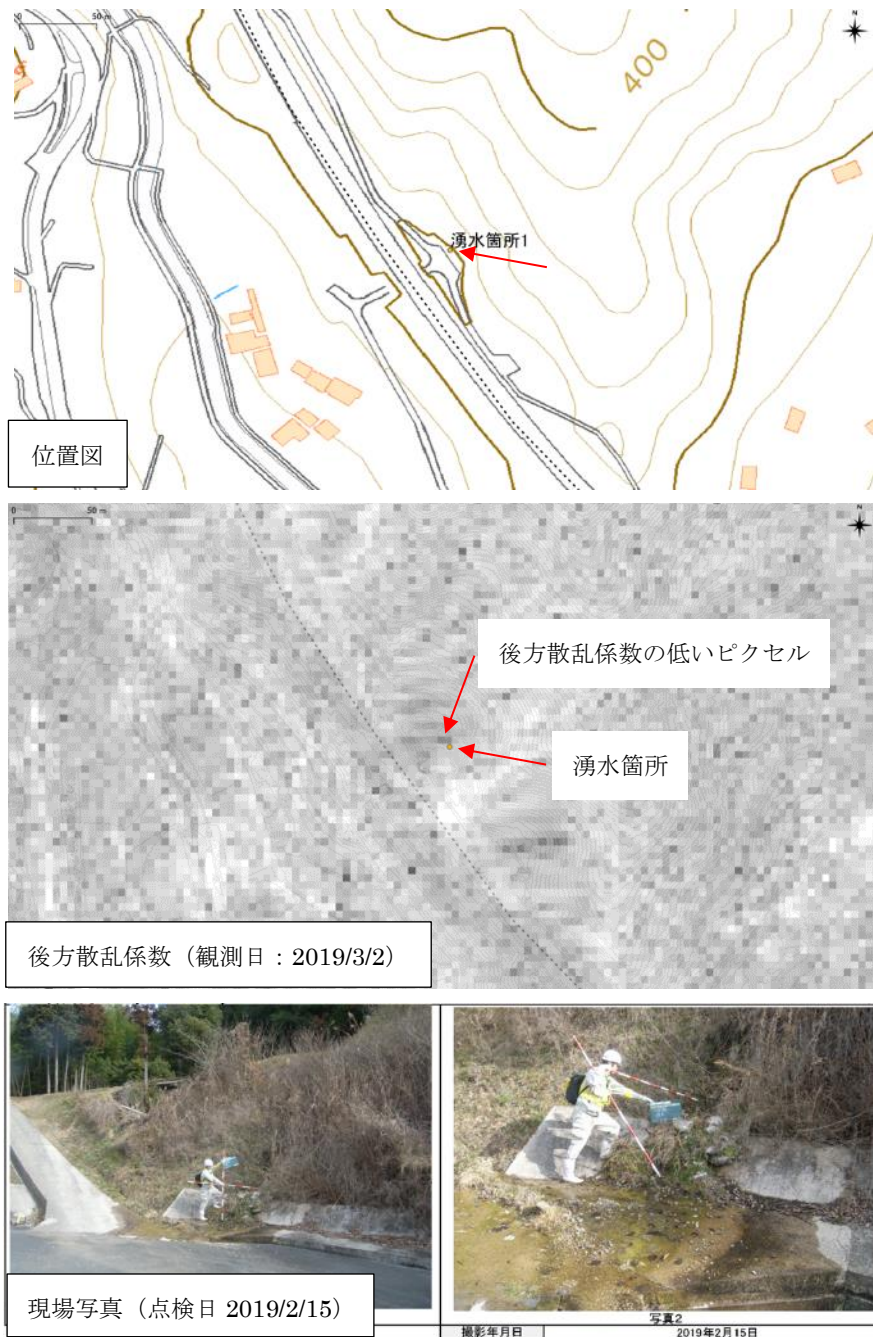 0 50 m
N
400
湧水箇所1
位置図
0 50 m
N
後方散乱係数の低いピクセル
湧水箇所
後方散乱係数（観測日：2019/3/2）
現場写真（点検日 2019/2/15）
写真2
撮影年月日 2019年2月15日